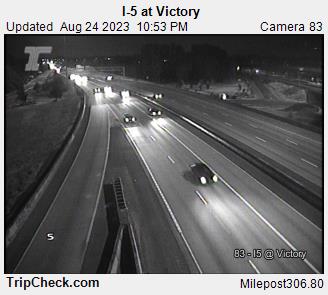 I-5 at Victory
Updated Aug 24 2023 10:53 PM Camera 83
S
83 - I5 @ Victory
TripCheck.com Milepost306.80